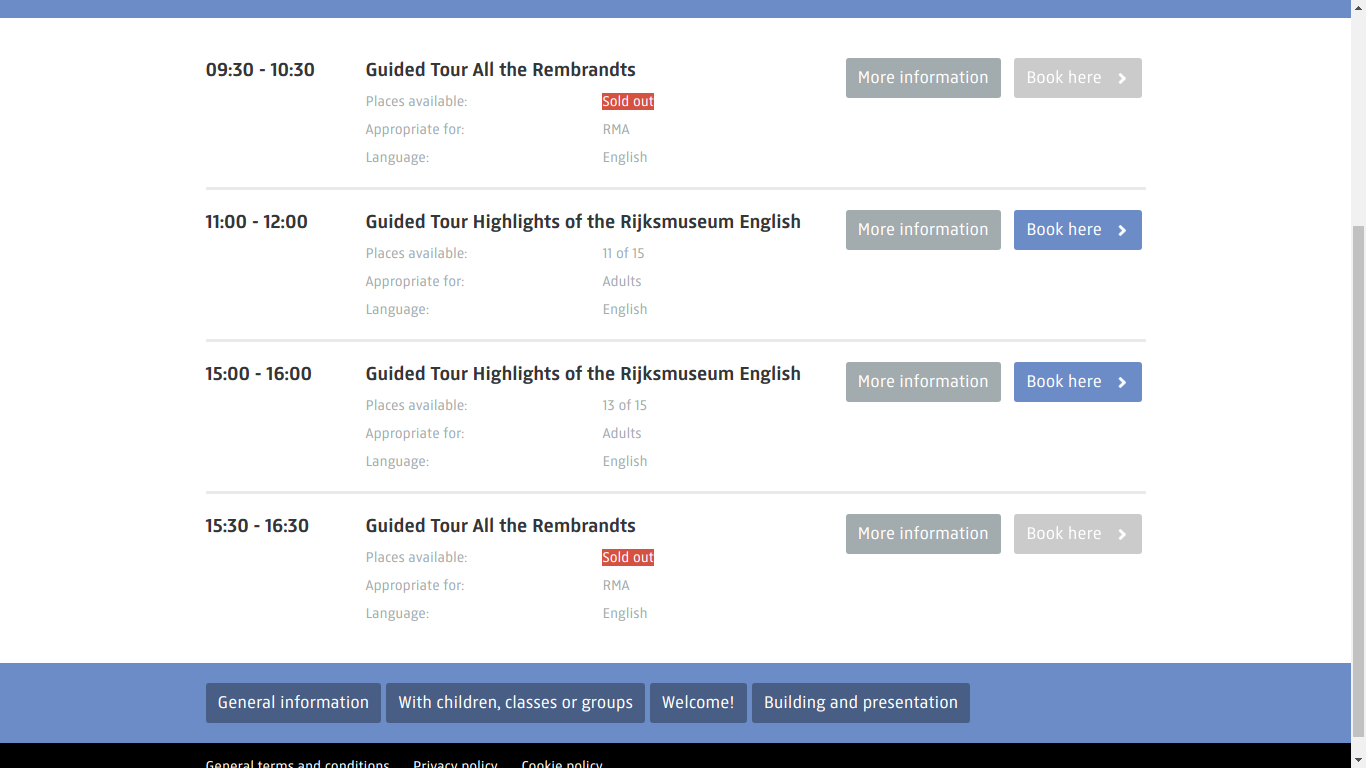 09:30 - 10:30 Guided Tour All the Rembrandts More information Book here
Places available: Sold out
Appropriate for: RMA
Language: English
11:00 - 12:00 Guided Tour Highlights of the Rijksmuseum English More information Book here
Places available: 11 of 15
Appropriate for: Adults
Language: English
15:00 - 16:00 Guided Tour Highlights of the Rijksmuseum English More information Book here
Places available: 13 of 15
Appropriate for: Adults
Language: English
15:30 - 16:30 Guided Tour All the Rembrandts More information Book here
Places available: Sold out
Appropriate for: RMA
Language: English
General information With children, classes or groups Welcome! Building and presentation
General terms and conditions Privacy policy Cookie policy